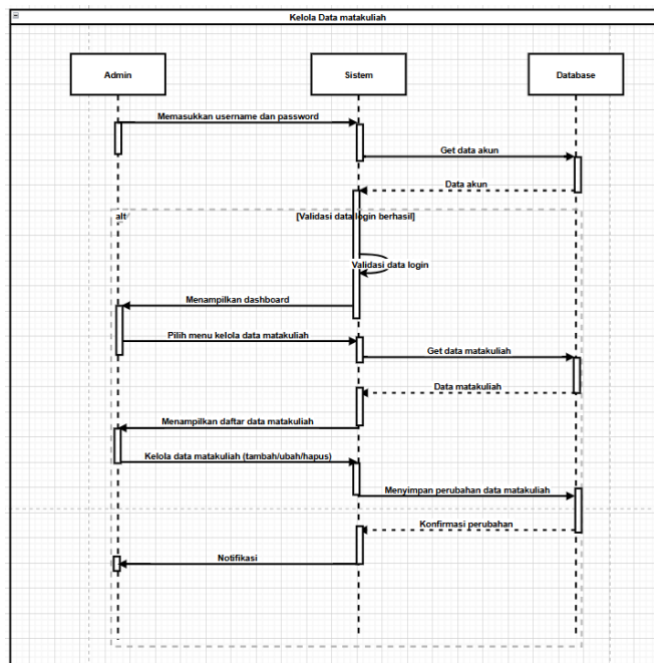 Kelola Data matakuliah
Admin
Sistem
Database
Memasukkan username dan password
Get data akun
Data akun
alt
[Validasi data login berhasil]
Validasi data login
Menampilkan dashboard
Pilih menu kelola data matakuliah
Get data matakuliah
Data matakuliah
Menampilkan daftar data matakuliah
Kelola data matakuliah (tambah/ubah/hapus)
Menyimpan perubahan data matakuliah
Konfirmasi perubahan
Notifikasi